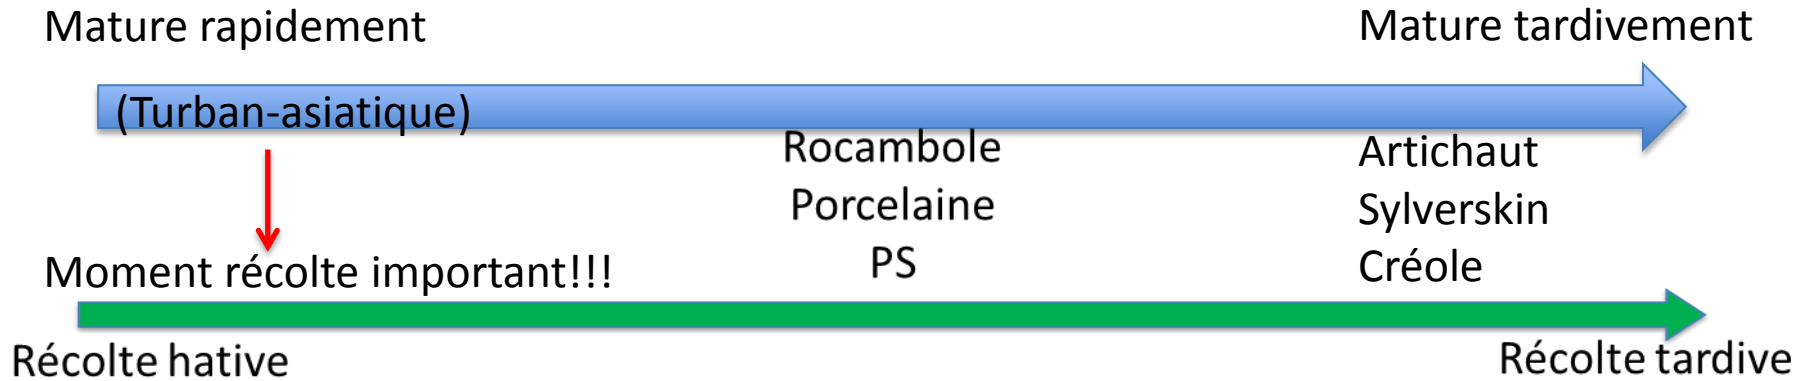 Mature rapidement
Mature tardivement
(Turban-asiatique)
Rocambole
Porcelaine
PS
Artichaut
Sylverskin
Créole
Moment récolte important!!!
Récolte hative
Récolte tardive